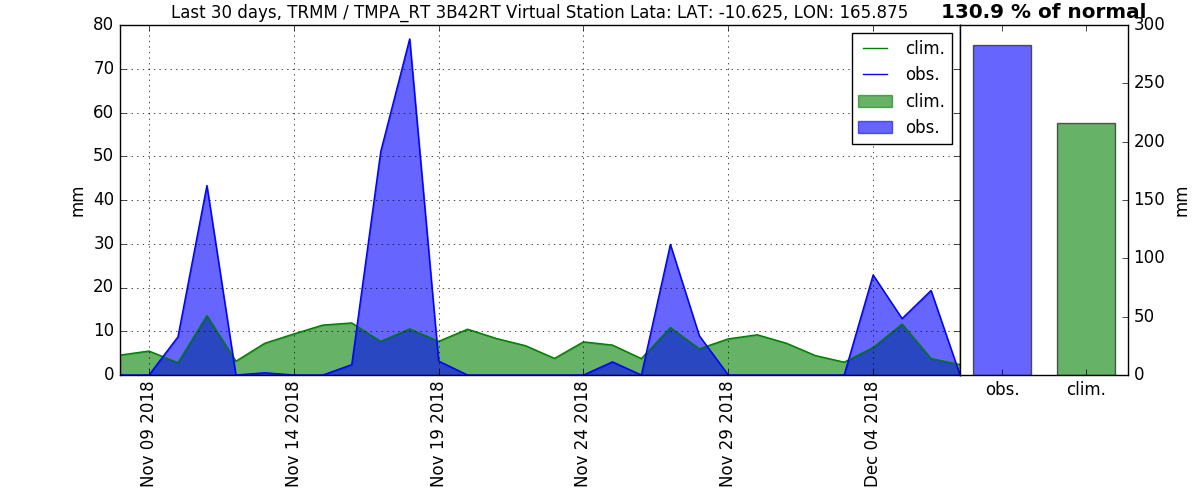 Last 30 days, TRMM / TMPA_RT 3B42RT Virtual Station Lata: LAT: -10.625, LON: 165.875
130.9 % of normal
80
70
60
50
40
30
20
10
0
mm
clim.
obs.
clim.
obs.
300
250
200
150
100
50
0
mm
Nov 09 2018
Nov 14 2018
Nov 19 2018
Nov 24 2018
Nov 29 2018
Dec 04 2018
obs.
clim.